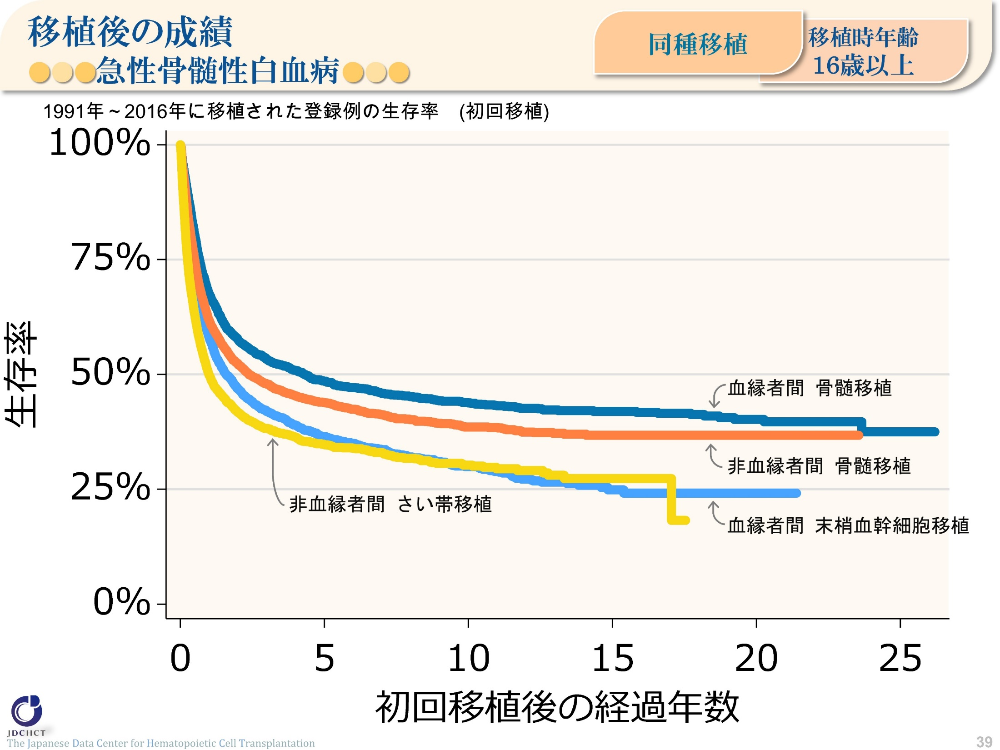 移植後の成績
急性骨髄性白血病
同種移植
移植時年齢
16歳以上
1991年～2016年に移植された登録例の生存率　(初回移植)
100%
75%
50%
25%
0%
生存率
血縁者間 骨髄移植
非血縁者間 骨髄移植
非血縁者間 さい帯移植
血縁者間 末梢血幹細胞移植
0 5 10 15 20 25
初回移植後の経過年数
JDCHCT
The Japanese Data Center for Hematopoietic Cell Transplantation
39